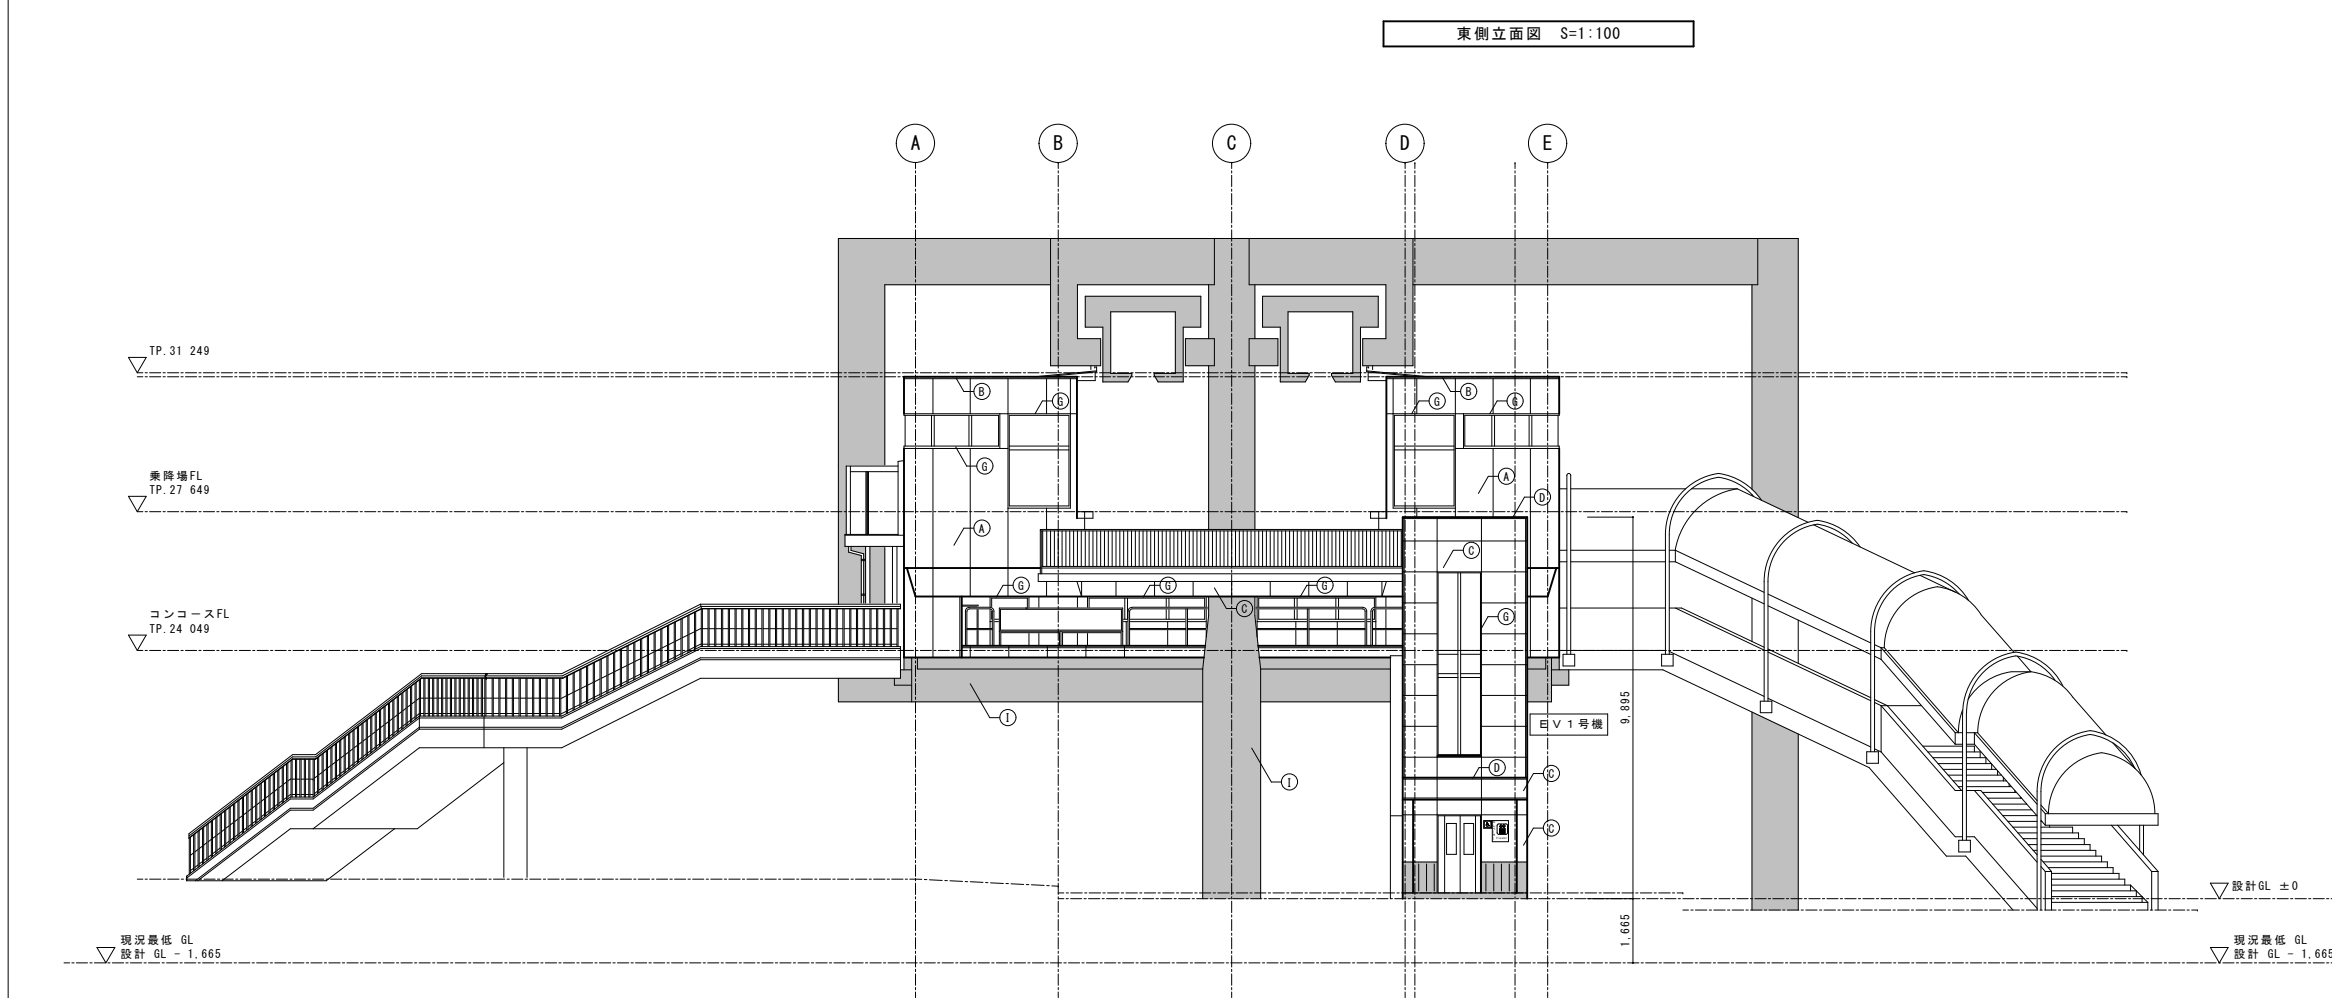 東側立面図 S=1:100
A B C D E
TP.31 249
B
G
G
G
B
乗降場FL
TP.27 649
G
A
D
A
C
コンコースFL
TP.24 049
G
G
G
C
G
I
9,895
EV1号機
I
D
C
C
設計GL ±0
1,665
現況最低 GL
設計 GL - 1,665
現況最低 GL
設計 GL - 1,665